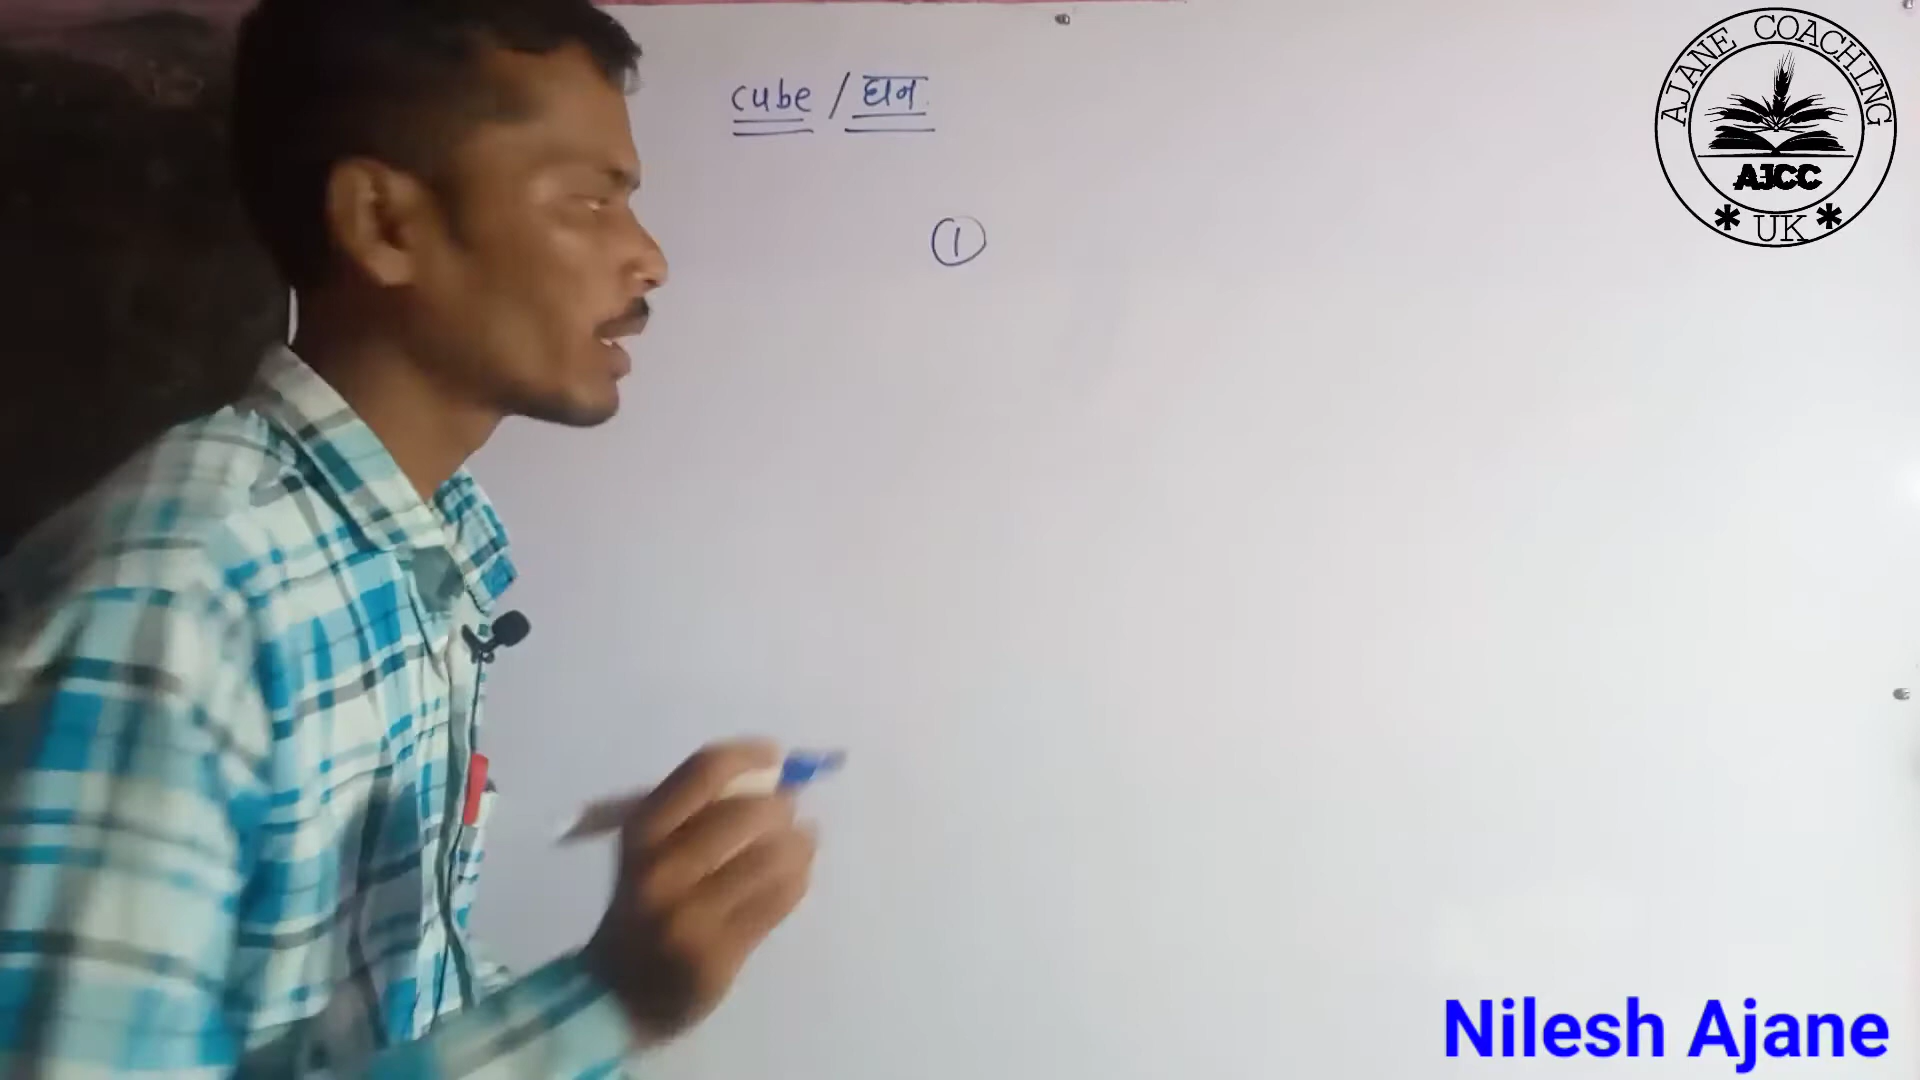 cube / घन
①
AJANE COACHING
AJCC
* UK *
Nilesh Ajane